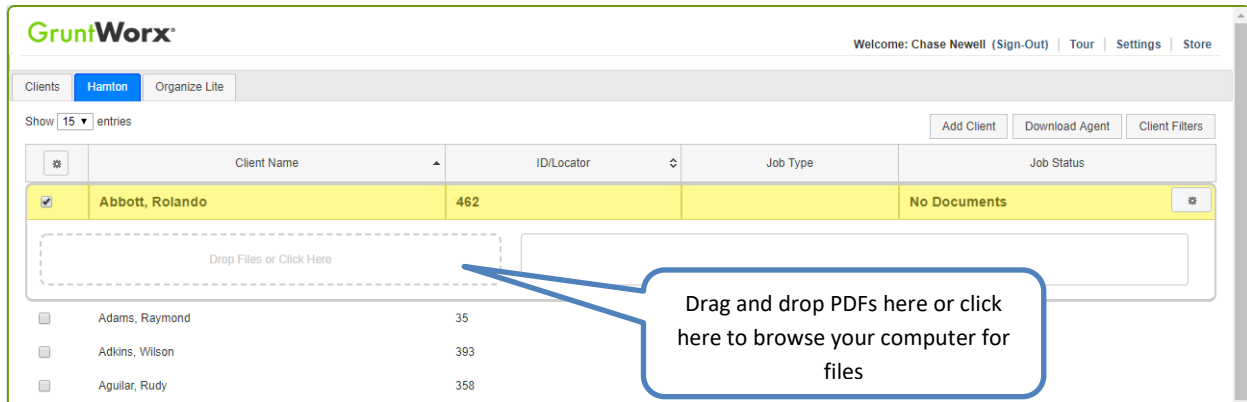 GruntWorx
Welcome: Chase Newell (Sign-Out) | Tour | Settings | Store
Clients Hamton Organize Lite
Show 15 entries
Add Client Download Agent Client Filters
Client Name ID/Locator Job Type Job Status
Abbott, Rolando 462 No Documents
Drop Files or Click Here
Drag and drop PDFs here or click
here to browse your computer for
files
Adams, Raymond 35
Adkins, Wilson 393
Aguilar, Rudy 358